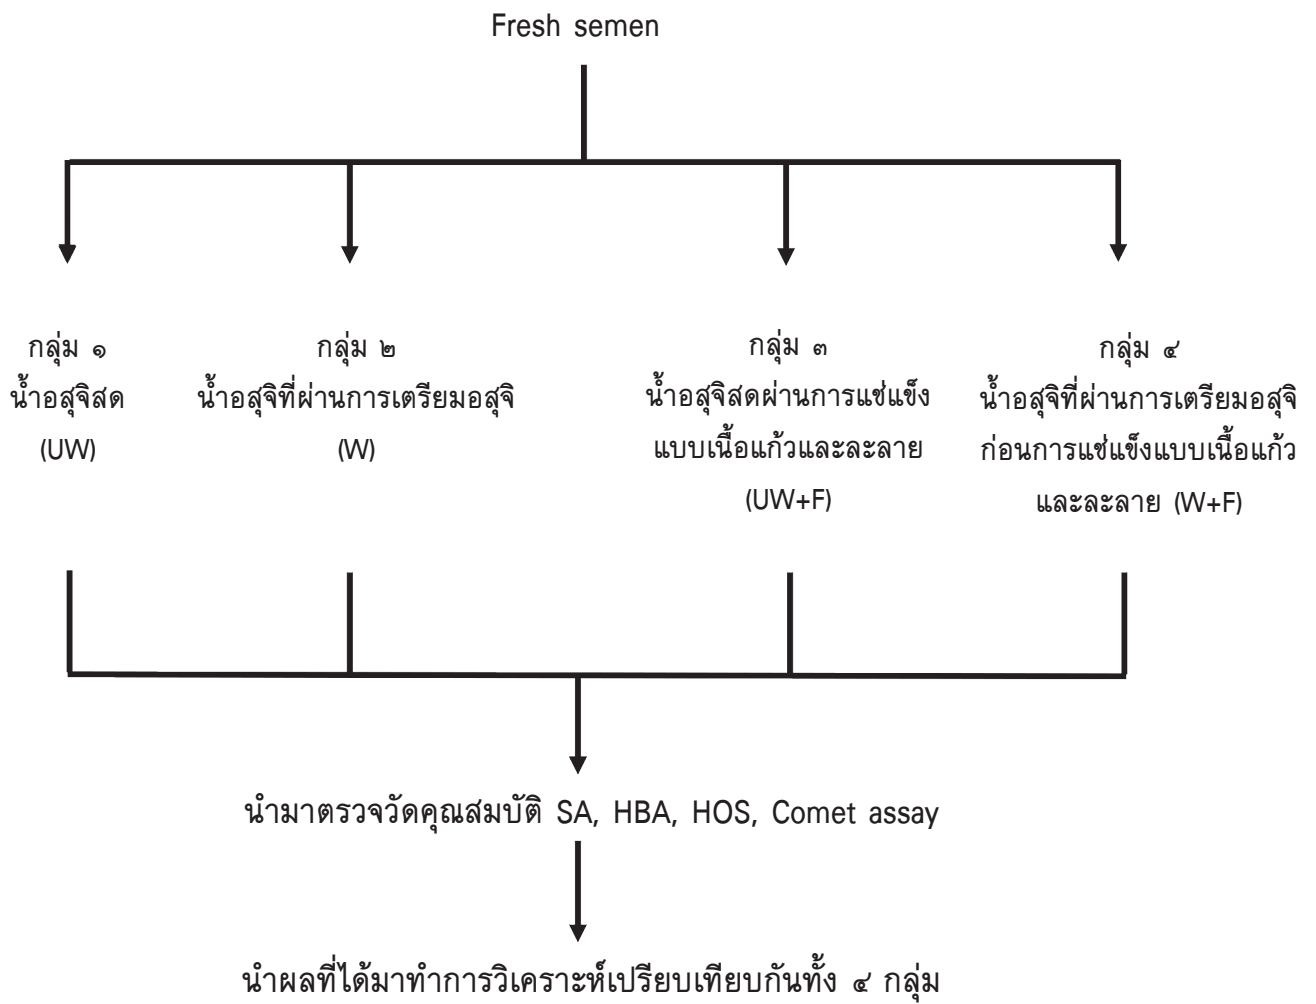 Fresh semen
กลุ่ม ๑
น้ำอสุจิสด
(UW)
กลุ่ม ๒
น้ำอสุจิที่ผ่านการเตรียมอสุจิ
(W)
กลุ่ม ๓
น้ำอสุจิสดผ่านการแช่แข็ง
แบบเนื้อแก้วและละลาย
(UW+F)
กลุ่ม ๔
น้ำอสุจิที่ผ่านการเตรียมอสุจิ
ก่อนการแช่แข็งแบบเนื้อแก้ว
และละลาย (W+F)
นำมาตรวจวัดคุณสมบัติ SA, HBA, HOS, Comet assay
นำผลที่ได้มาทำการวิเคราะห์เปรียบเทียบกันทั้ง ๔ กลุ่ม